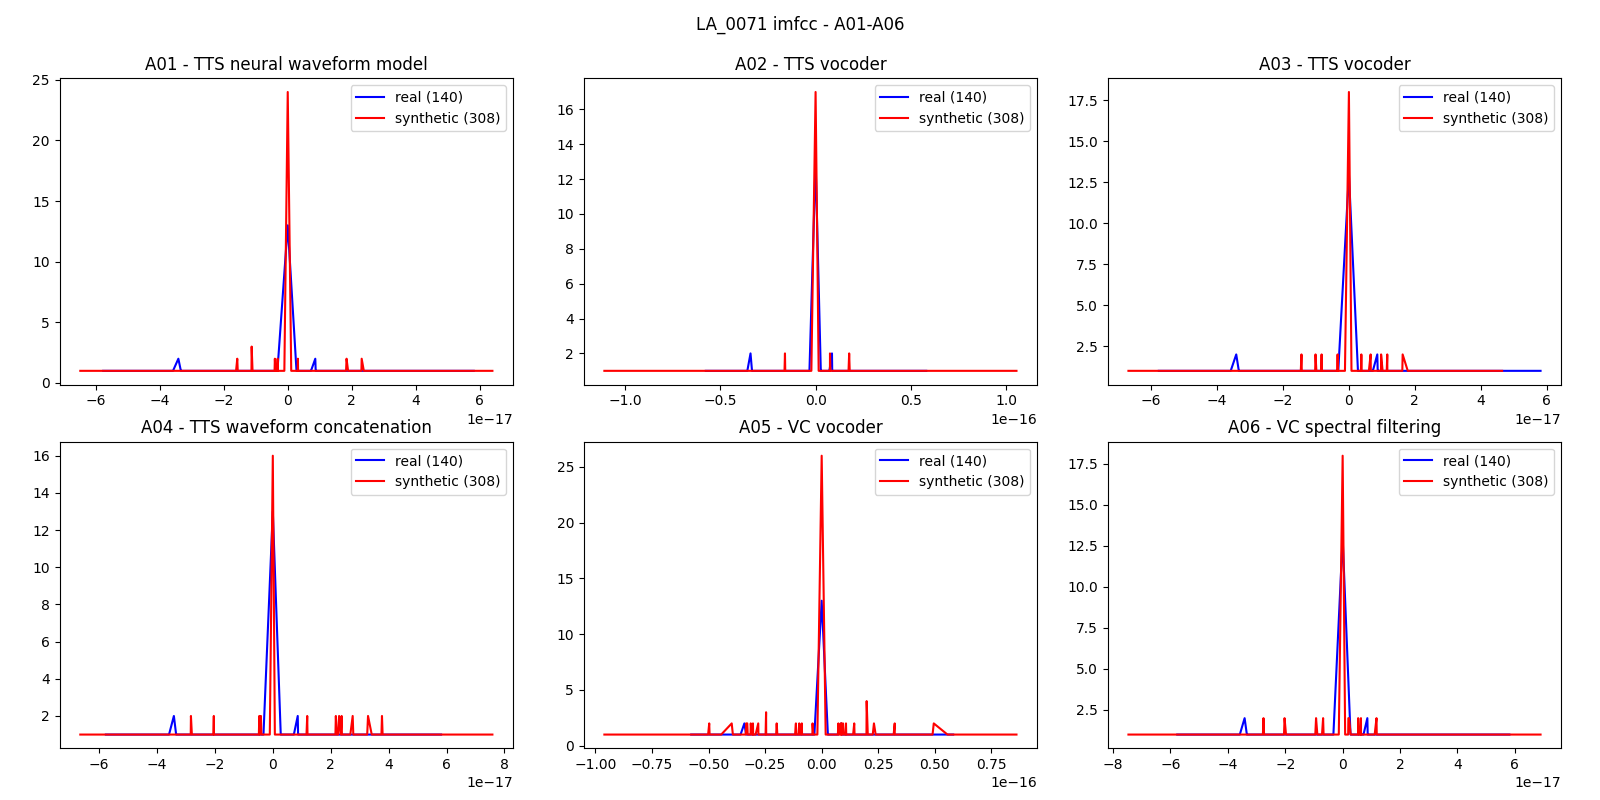 LA_0071 imfcc - A01-A06
A01 - TTS neural waveform model
25
20
15
10
5
0
real (140)
synthetic (308)
−6 −4 −2 0 2 4 6
1e−17
A02 - TTS vocoder
16
14
12
10
8
6
4
2
real (140)
synthetic (308)
−1.0 −0.5 0.0 0.5 1.0
1e−16
A03 - TTS vocoder
17.5
15.0
12.5
10.0
7.5
5.0
2.5
real (140)
synthetic (308)
−6 −4 −2 0 2 4 6
1e−17
A04 - TTS waveform concatenation
16
14
12
10
8
6
4
2
real (140)
synthetic (308)
−6 −4 −2 0 2 4 6 8
1e−17
A05 - VC vocoder
25
20
15
10
5
0
real (140)
synthetic (308)
−1.00 −0.75 −0.50 −0.25 0.00 0.25 0.50 0.75
1e−16
A06 - VC spectral filtering
17.5
15.0
12.5
10.0
7.5
5.0
2.5
real (140)
synthetic (308)
−8 −6 −4 −2 0 2 4 6
1e−17